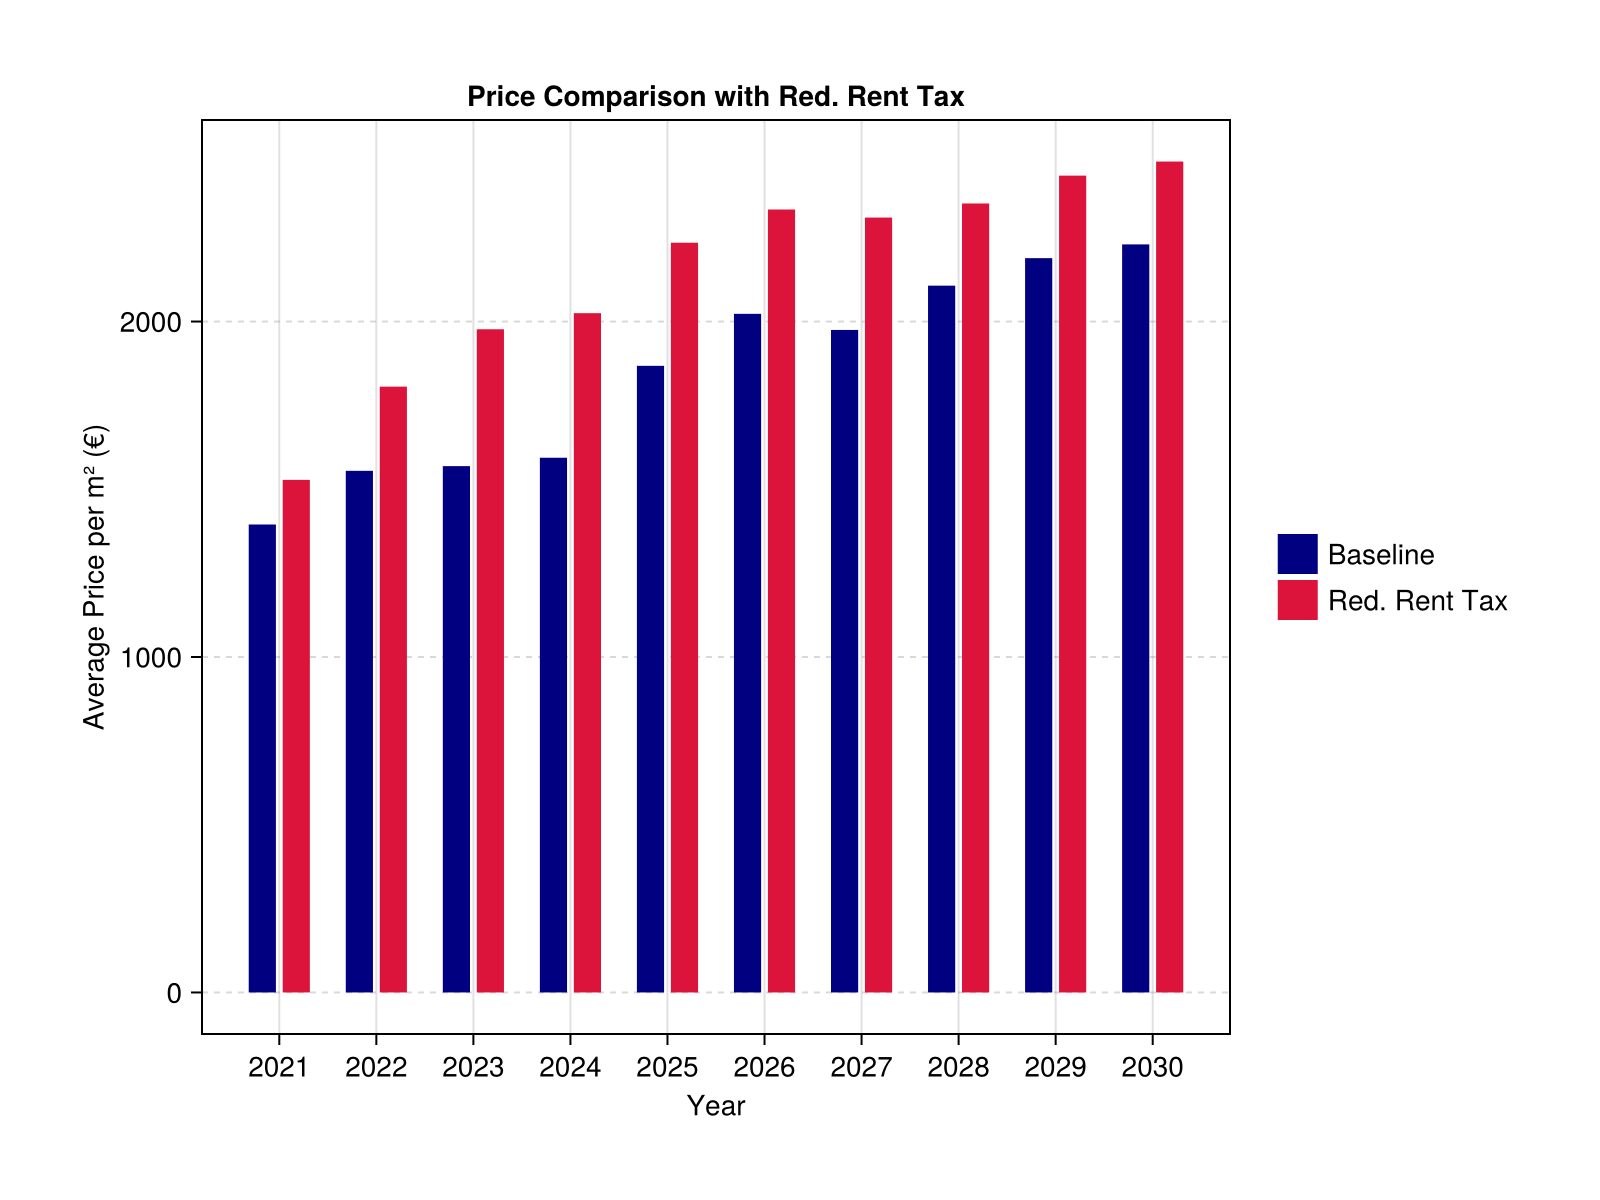 Price Comparison with Red. Rent Tax
Average Price per m² (€)
2000
1000
0
2021 2022 2023 2024 2025 2026 2027 2028 2029 2030
Year
Baseline
Red. Rent Tax